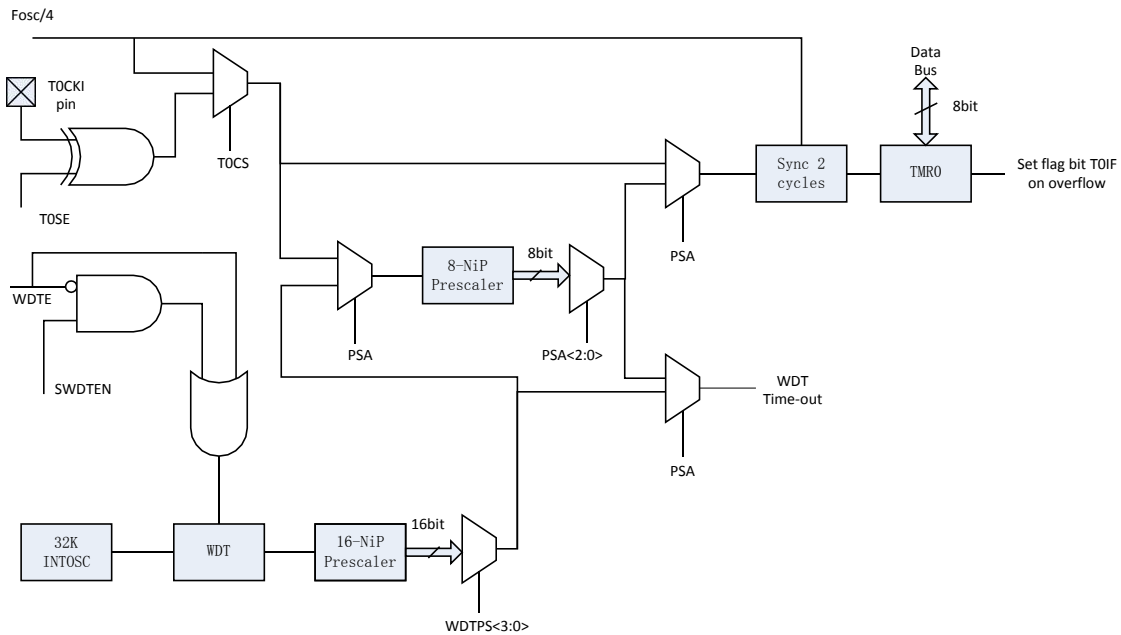 Fosc/4
T0CKI
pin
T0CS
T0SE
Data
Bus
8bit
Sync 2
cycles
TMR0
Set flag bit T0IF
on overflow
PSA
WDTE
SWDTEN
PSA
8-NiP
Prescaler
8bit
PSA<2:0>
WDT
Time-out
PSA
32K
INTOSC
WDT
16-NiP
Prescaler
16bit
WDTPS<3:0>